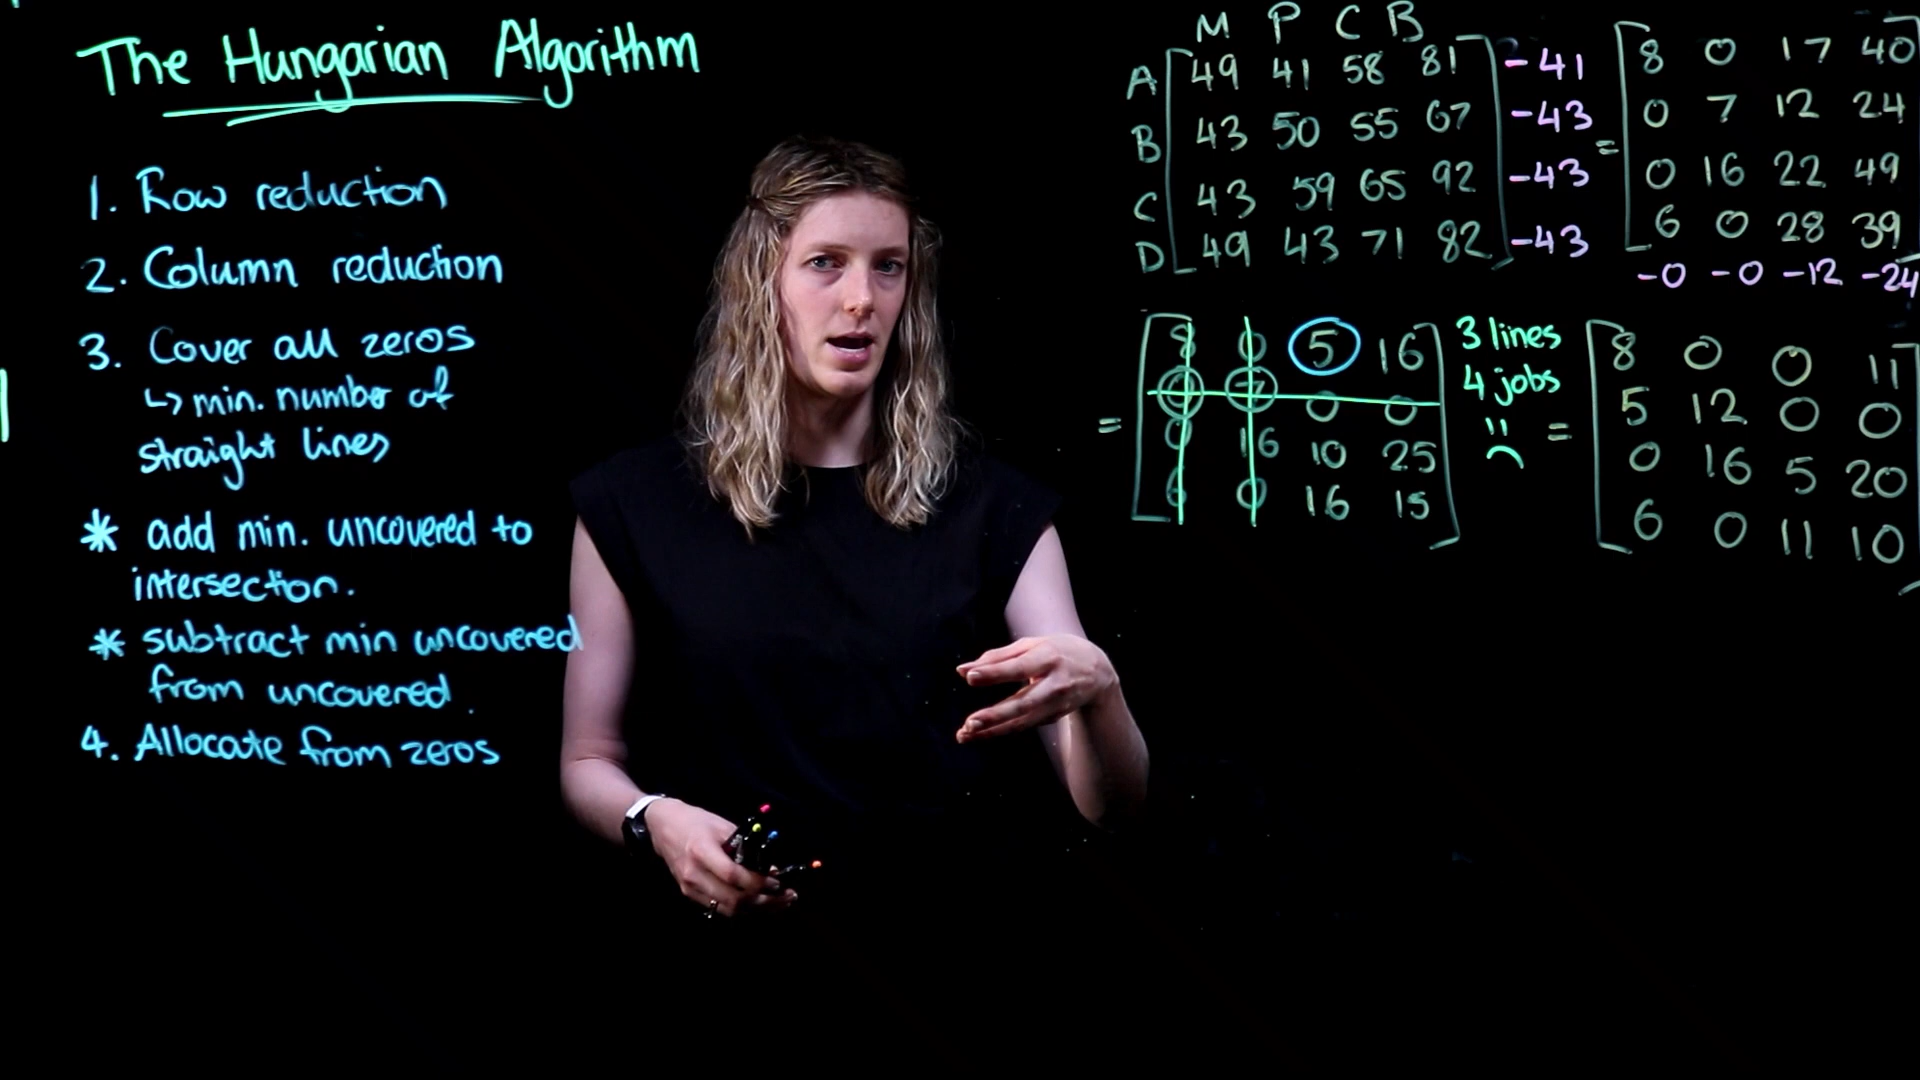 The Hungarian Algorithm
1. Row reduction
2. Column reduction
3. Cover all zeros
↳ min. number of
straight lines
* add min. uncovered to
intersection.
* subtract min uncovered
from uncovered.
4. Allocate from zeros
M P C B
A 49 41 58 81 -41
B 43 50 55 67 -43
C 43 59 65 92 -43
D 49 43 71 82 -43
=
8 0 17 40
0 7 12 24
0 16 22 49
6 0 28 39
-0 -0 -12 -24
=
8 0 5 16
0 7 0 0
0 16 10 25
6 0 16 15
3 lines
4 jobs
=
8 0 0 11
5 12 0 0
0 16 5 20
6 0 11 10